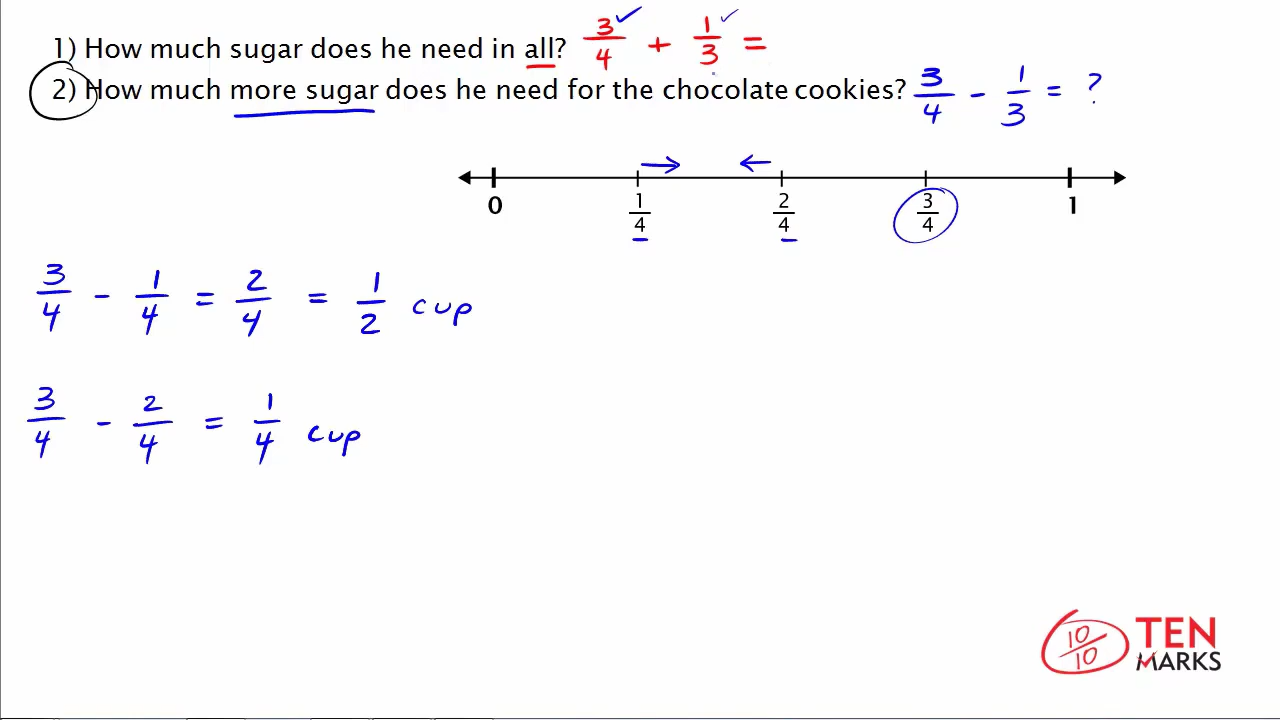 1) How much sugar does he need in all? 3/4 + 1/3 =
2) How much more sugar does he need for the chocolate cookies? 3/4 - 1/3 = ?
0 1/4 2/4 3/4 1
3/4 - 1/4 = 2/4 = 1/2 cup
3/4 - 2/4 = 1/4 cup
10/10 TEN
MARKS